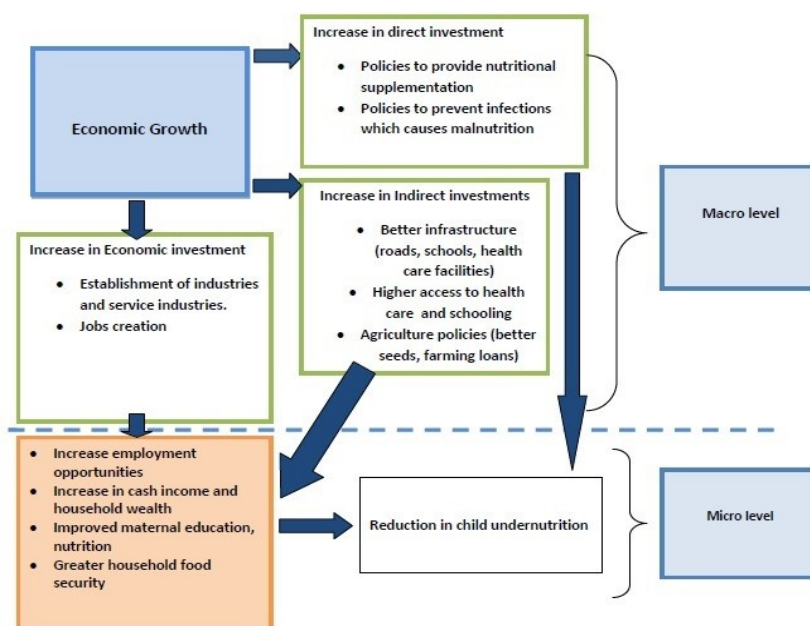 Economic Growth
Increase in direct investment
• Policies to provide nutritional
supplementation
• Policies to prevent infections
which causes malnutrition
Increase in Indirect investments
• Better infrastructure
(roads, schools, health
care facilities)
• Higher access to health
care and schooling
• Agriculture policies (better
seeds, farming loans)
Macro level
Increase in Economic investment
• Establishment of industries
and service industries.
• Jobs creation
• Increase employment
opportunities
• Increase in cash income and
household wealth
• Improved maternal education,
nutrition
• Greater household food
security
Reduction in child undernutrition
Micro level